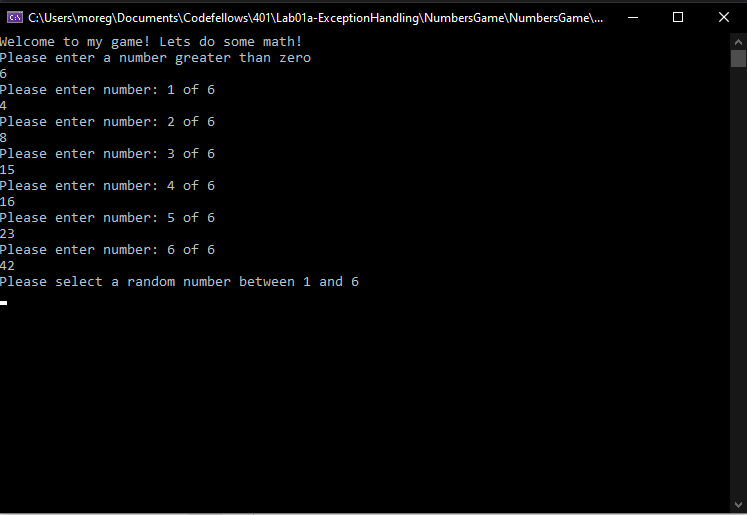 C:\Users\moreg\Documents\Codefellows\401\Lab01a-ExceptionHandling\NumbersGame\NumbersGame\...
Welcome to my game! Lets do some math!
Please enter a number greater than zero
6
Please enter number: 1 of 6
4
Please enter number: 2 of 6
8
Please enter number: 3 of 6
15
Please enter number: 4 of 6
16
Please enter number: 5 of 6
23
Please enter number: 6 of 6
42
Please select a random number between 1 and 6